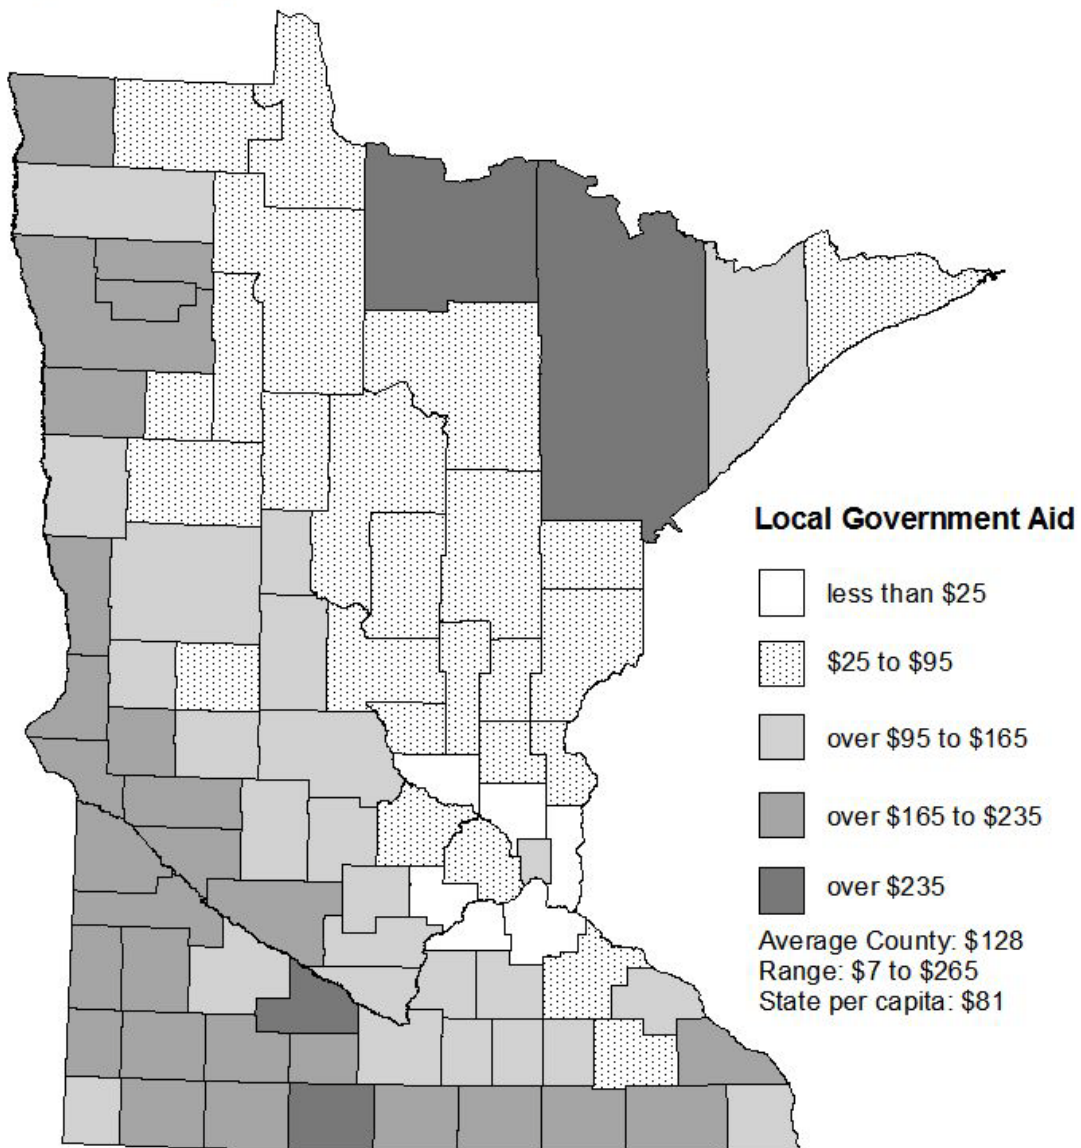 Local Government Aid
less than $25
$25 to $95
over $95 to $165
over $165 to $235
over $235
Average County: $128
Range: $7 to $265
State per capita: $81